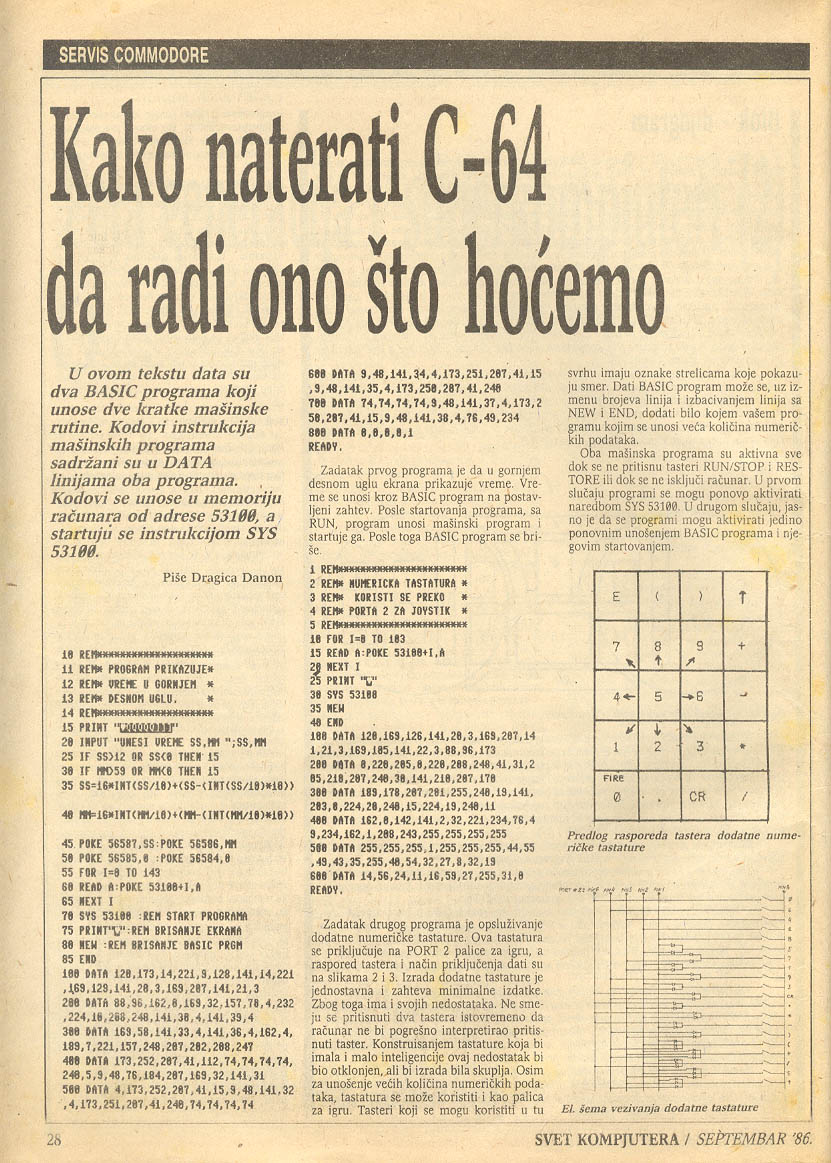 SERVIS COMMODORE
Kako naterati C-64
da radi ono što hoćemo
U ovom tekstu data su
dva BASIC programa koji
unose dve kratke mašinske
rutine. Kodovi instrukcija
mašinskih programa
sadržani su u DATA
linijama oba programa.
Kodovi se unose u memoriju
računara od adrese 53100, a
startuju se instrukcijom SYS
53100.
Piše Dragica Danon
10 REM*********************
11 REM* PROGRAM PRIKAZUJE*
12 REM* VREME U GORNJEM *
13 REM* DESNOM UGLU. *
14 REM*********************
15 PRINT
20 INPUT "UNESI VREME SS,MM ";SS,MM
25 IF SS>12 OR SS<0 THEN 15
30 IF MM>59 OR MM<0 THEN 15
35 SS=16*INT(SS/10)+(SS-(INT(SS/10)*10))
40 MM=16*INT(MM/10)+(MM-(INT(MM/10)*10))
45 POKE 56587,SS:POKE 56586,MM
50 POKE 56585,0 :POKE 56584,0
55 FOR I=0 TO 143
60 READ A:POKE 53100+I,A
65 NEXT I
70 SYS 53100 :REM START PROGRAMA
75 PRINT :REM BRISANJE EKRANA
80 NEW :REM BRISANJE BASIC PRGM
85 END
100 DATA 120,173,14,221,9,128,141,14,221
,169,129,141,20,3,169,207,141,21,3
200 DATA 88,96,162,0,169,32,157,70,4,232
,224,10,208,248,141,30,4,141,39,4
300 DATA 169,58,141,33,4,141,36,4,162,4,
189,7,221,157,248,207,202,208,247
400 DATA 173,252,207,41,112,74,74,74,74,
240,5,9,48,76,184,207,169,32,141,31
500 DATA 4,173,252,207,41,15,9,48,141,32
,4,173,251,207,41,240,74,74,74,74
600 DATA 9,48,141,34,4,173,251,207,41,15
,9,48,141,35,4,173,250,207,41,240
700 DATA 74,74,74,74,9,48,141,37,4,173,2
50,207,41,15,9,48,141,38,4,76,49,234
800 DATA 0,0,0,0,1
READY.
Zadatak prvog programa je da u gornjem
desnom uglu ekrana prikazuje vreme. Vre-
me se unosi kroz BASIC program na postav-
ljeni zahtev. Posle startovanja programa, sa
RUN, program unosi mašinski program i
startuje ga. Posle toga BASIC program se bri-
še.
1 REM************************
2 REM* NUMERICKA TASTATURA *
3 REM* KORISTI SE PREKO *
4 REM* PORTA 2 ZA JOYSTIK *
5 REM************************
10 FOR I=0 TO 103
15 READ A:POKE 53100+I,A
20 NEXT I
25 PRINT
30 SYS 53100
35 NEW
40 END
100 DATA 120,169,126,141,20,3,169,207,14
1,21,3,169,105,141,22,3,88,96,173
200 DATA 0,220,205,0,220,208,248,41,31,2
05,210,207,240,30,141,210,207,170
300 DATA 189,178,207,201,255,240,19,141,
203,0,224,20,240,15,224,19,240,11
400 DATA 162,0,142,141,2,32,221,234,76,4
9,234,162,1,208,243,255,255,255,255
500 DATA 255,255,255,1,255,255,255,44,55
,49,43,35,255,40,54,32,27,8,32,19
600 DATA 14,56,24,11,16,59,27,255,31,0
READY.
Zadatak drugog programa je opsluživanje
dodatne numeričke tastature. Ova tastatura
se priključuje na PORT 2 palice za igru, a
raspored tastera i način priključenja dati su
na slikama 2 i 3. Izrada dodatne tastature je
jednostavna i zahteva minimalne izdatke.
Zbog toga ima i svojih nedostataka. Ne sme-
ju se pritisnuti dva tastera istovremeno da
računar ne bi pogrešno interpretirao pritis-
nuti taster. Konstruisanjem tastature koja bi
imala i malo inteligencije ovaj nedostatak bi
bio otklonjen, ali bi izrada bila skuplja. Osim
za unošenje većih količina numeričkih poda-
taka, tastatura se može koristiti i kao palica
za igru. Tasteri koji se mogu koristiti u tu
svrhu imaju oznake strelicama koje pokazu-
ju smer. Dati BASIC program može se, uz iz-
menu brojeva linija i izbacivanjem linija sa
NEW i END, dodati bilo kojem vašem pro-
gramu kojim se unosi veća količina numerič-
kih podataka.
Oba mašinska programa su aktivna sve
dok se ne pritisnu tasteri RUN/STOP i RES-
TORE ili dok se ne isključi računar. U prvom
slučaju programi se mogu ponovo aktivirati
naredbom SYS 53100. U drugom slučaju, jas-
no je da se programi mogu aktivirati jedino
ponovnim unošenjem BASIC programa i nje-
govim startovanjem.
E ( ) ↑
7 8 9 +
4← 5 →6 -
1 2 3 *
FIRE
0 . CR /
Predlog rasporeda tastera dodatne nume-
ričke tastature
El. šema vezivanja dodatne tastature
28
SVET KOMPJUTERA / SEPTEMBAR '86.